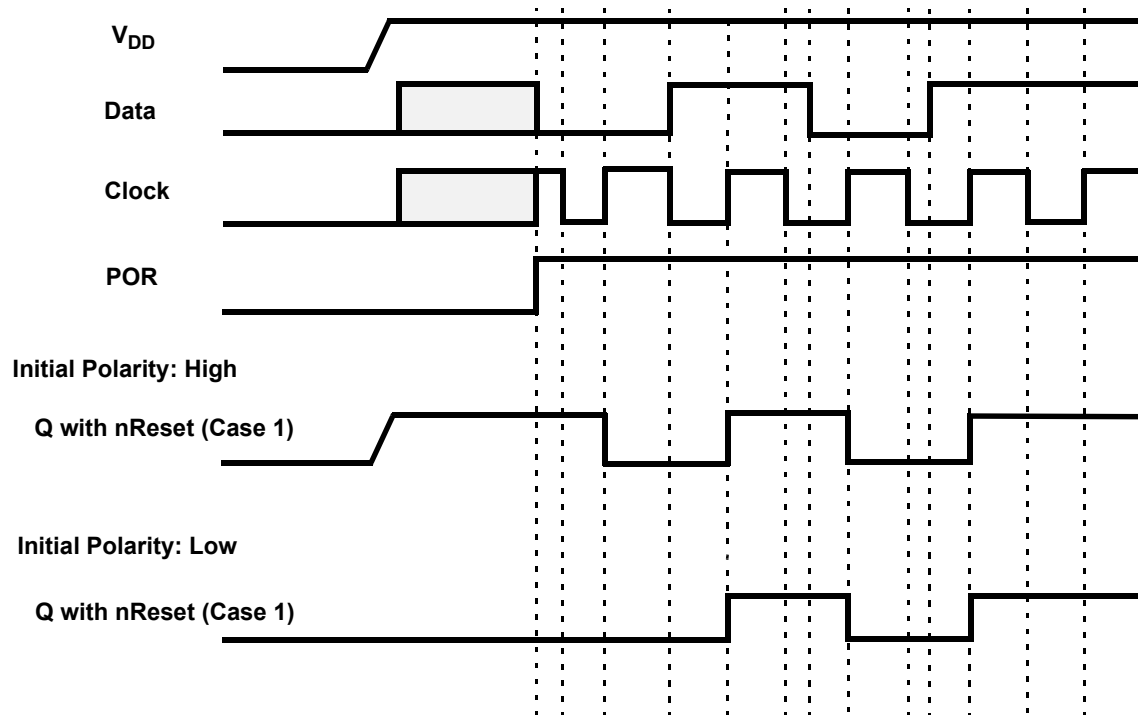 VDD
Data
Clock
POR
Initial Polarity: High
Q with nReset (Case 1)
Initial Polarity: Low
Q with nReset (Case 1)